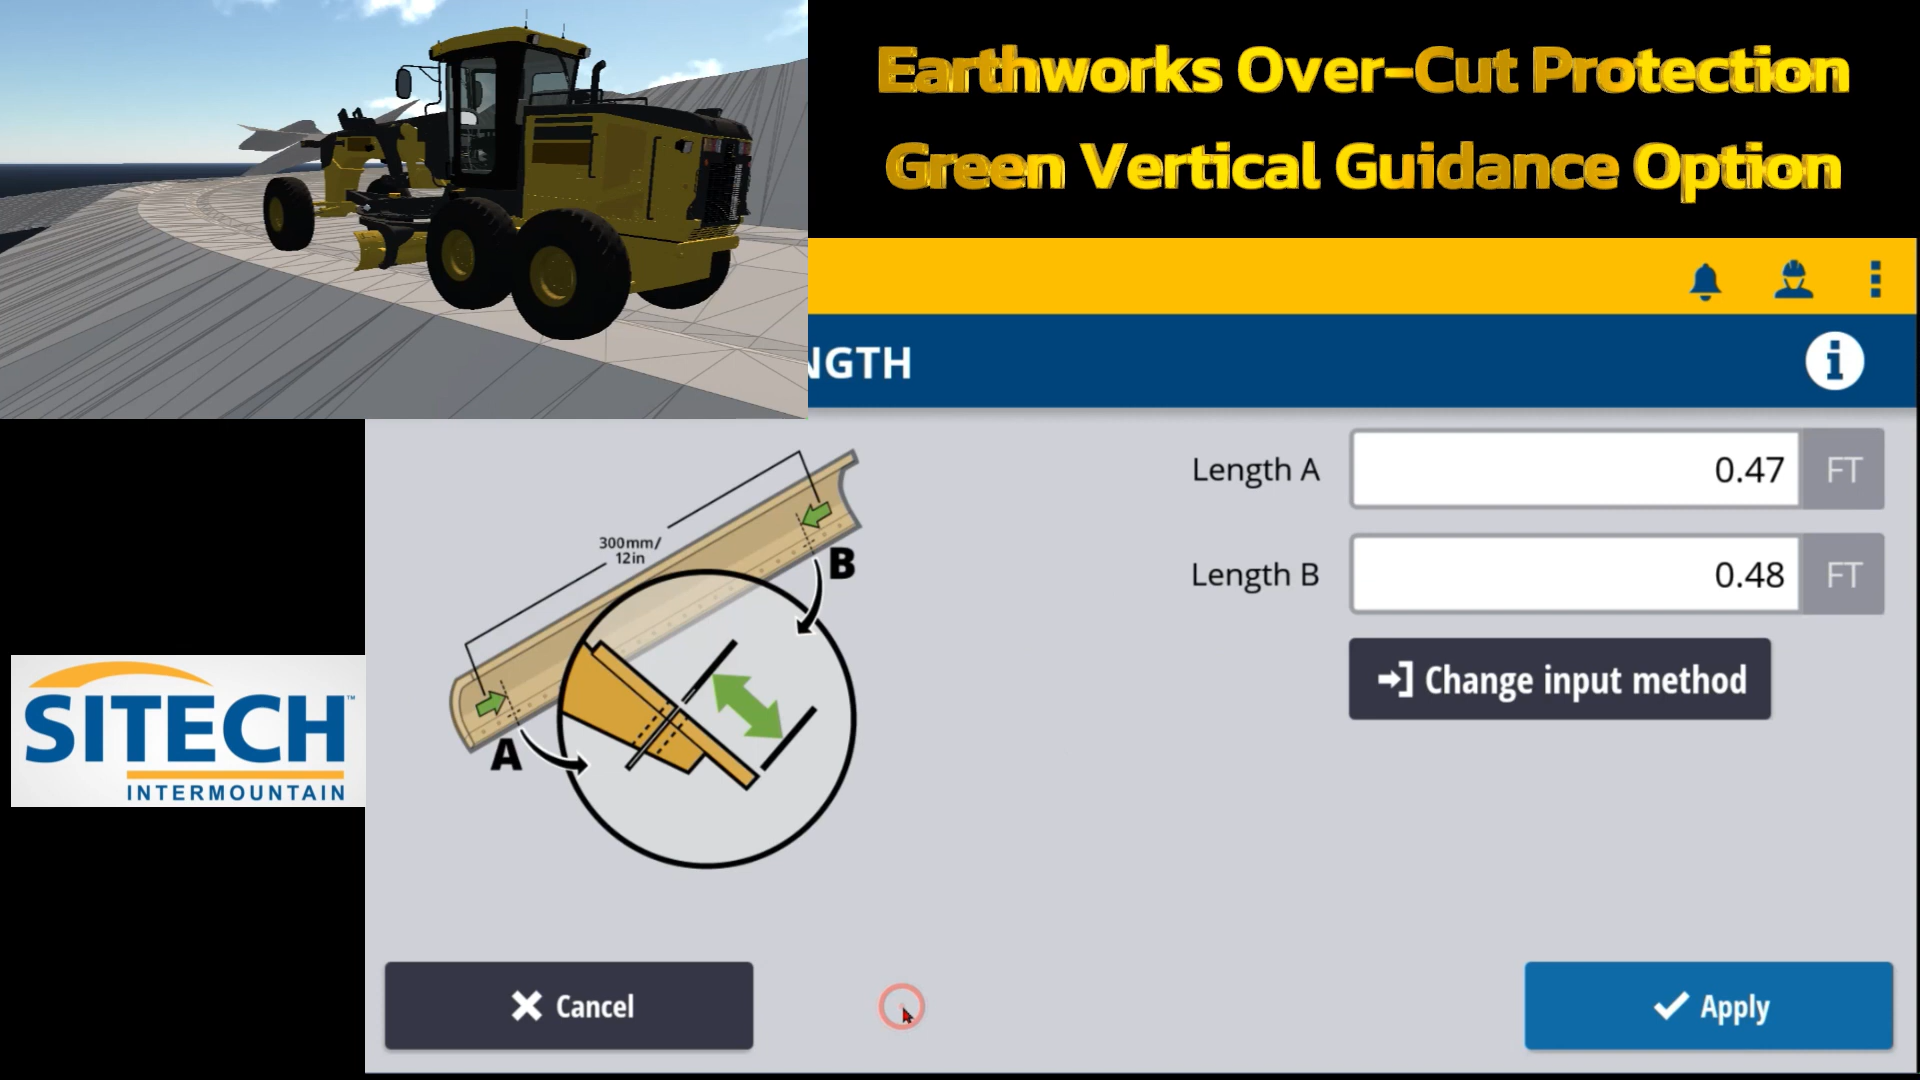 Earthworks Over-Cut Protection
Green Vertical Guidance Option
NGTH
Length A 0.47 FT
Length B 0.48 FT
Change input method
300mm/
12in
B
A
SITECH™
INTERMOUNTAIN
Cancel
Apply